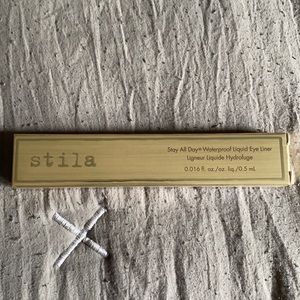 stila
Stay All Day® Waterproof Liquid Eye Liner
Ligneur Liquide Hydrofuge
0.016 fl. oz./oz. liq./0.5 mL